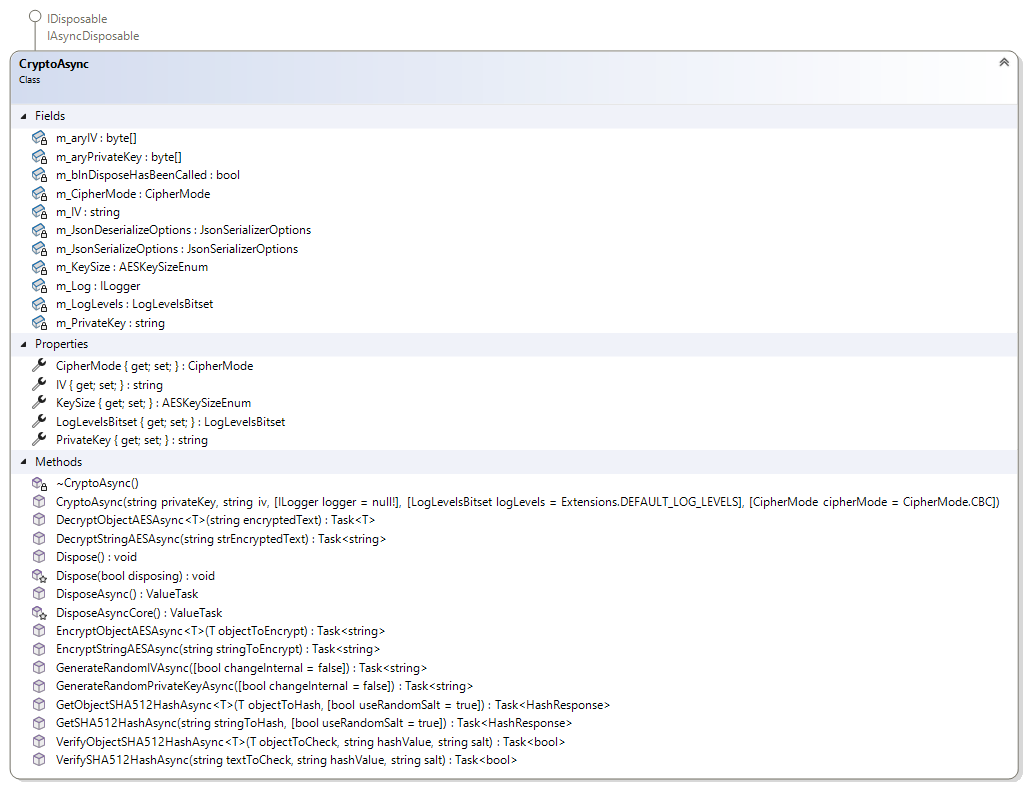 IDisposable
IAsyncDisposable
CryptoAsync
Class
Fields
m_aryIV : byte[]
m_aryPrivateKey : byte[]
m_blnDisposeHasBeenCalled : bool
m_CipherMode : CipherMode
m_IV : string
m_JsonDeserializeOptions : JsonSerializerOptions
m_JsonSerializeOptions : JsonSerializerOptions
m_KeySize : AESKeySizeEnum
m_Log : ILogger
m_LogLevels : LogLevelsBitset
m_PrivateKey : string
Properties
CipherMode { get; set; } : CipherMode
IV { get; set; } : string
KeySize { get; set; } : AESKeySizeEnum
LogLevelsBitset { get; set; } : LogLevelsBitset
PrivateKey { get; set; } : string
Methods
~CryptoAsync()
CryptoAsync(string privateKey, string iv, [ILogger logger = null!], [LogLevelsBitset logLevels = Extensions.DEFAULT_LOG_LEVELS], [CipherMode cipherMode = CipherMode.CBC])
DecryptObjectAESAsync<T>(string encryptedText) : Task<T>
DecryptStringAESAsync(string strEncryptedText) : Task<string>
Dispose() : void
Dispose(bool disposing) : void
DisposeAsync() : ValueTask
DisposeAsyncCore() : ValueTask
EncryptObjectAESAsync<T>(T objectToEncrypt) : Task<string>
EncryptStringAESAsync(string stringToEncrypt) : Task<string>
GenerateRandomIVAsync([bool changeInternal = false]) : Task<string>
GenerateRandomPrivateKeyAsync([bool changeInternal = false]) : Task<string>
GetObjectSHA512HashAsync<T>(T objectToHash, [bool useRandomSalt = true]) : Task<HashResponse>
GetSHA512HashAsync(string stringToHash, [bool useRandomSalt = true]) : Task<HashResponse>
VerifyObjectSHA512HashAsync<T>(T objectToCheck, string hashValue, string salt) : Task<bool>
VerifySHA512HashAsync(string textToCheck, string hashValue, string salt) : Task<bool>